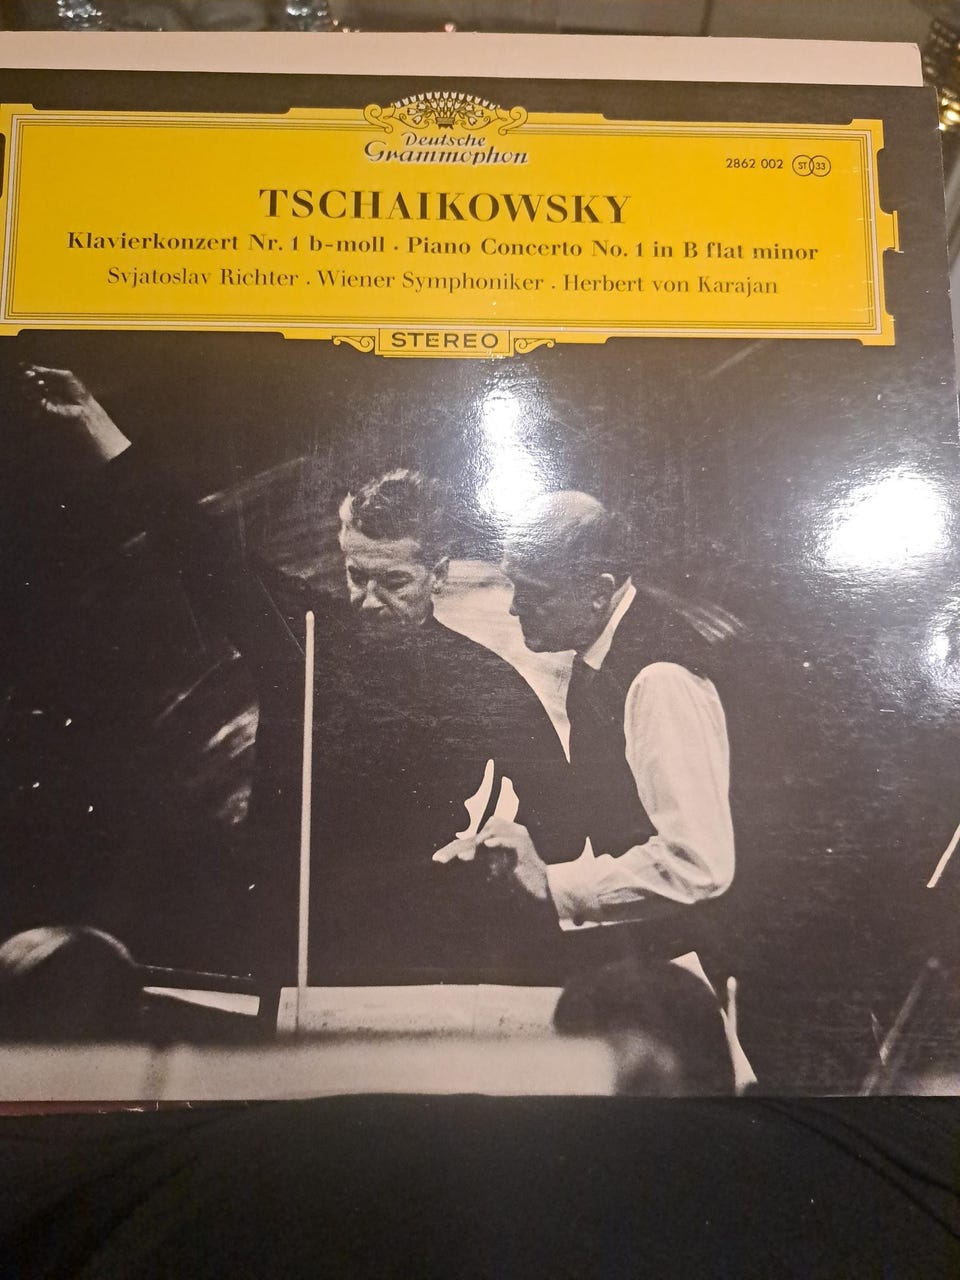 Deutsche
Grammophon
2862 002 ST 33
TSCHAIKOWSKY
Klavierkonzert Nr. 1 b-moll · Piano Concerto No. 1 in B flat minor
Svjatoslav Richter . Wiener Symphoniker . Herbert von Karajan
STEREO